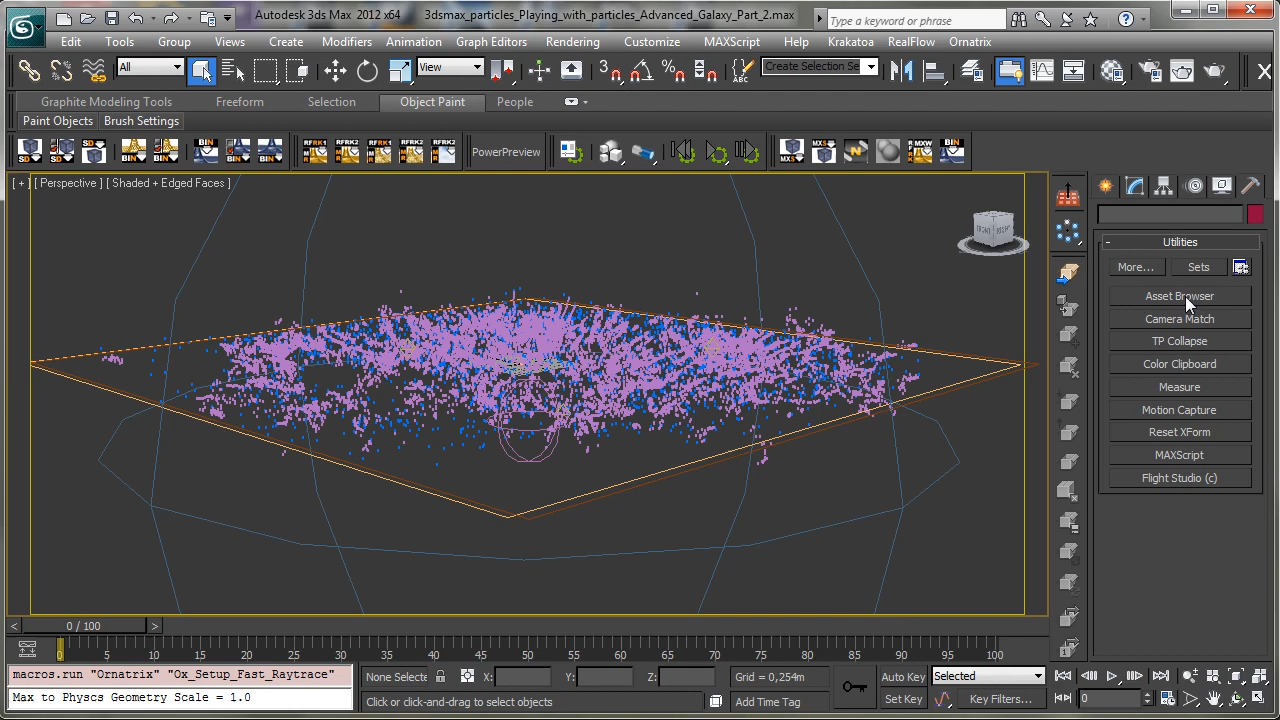 Autodesk 3ds Max 2012 x64 3dsmax_particles_Playing_with_particles_Advanced_Galaxy_Part_2.max
Type a keyword or phrase
Edit Tools Group Views Create Modifiers Animation Graph Editors Rendering Customize MAXScript Help Krakatoa RealFlow Ornatrix
All View Create Selection Se
Graphite Modeling Tools Freeform Selection Object Paint People
Paint Objects Brush Settings
PowerPreview
[ + ] [ Perspective ] [ Shaded + Edged Faces ]
Utilities
More... Sets
Asset Browser
Camera Match
TP Collapse
Color Clipboard
Measure
Motion Capture
Reset XForm
MAXScript
Flight Studio (c)
0 / 100
0 5 10 15 20 25 30 35 40 45 50 55 60 65 70 75 80 85 90 95 100
macros.run "Ornatrix" "Ox_Setup_Fast_Raytrace"
None Selecte X: Y: Z: Grid = 0,254m Auto Key Selected
Max to Physcs Geometry Scale = 1.0
Click or click-and-drag to select objects Add Time Tag Set Key Key Filters... 0